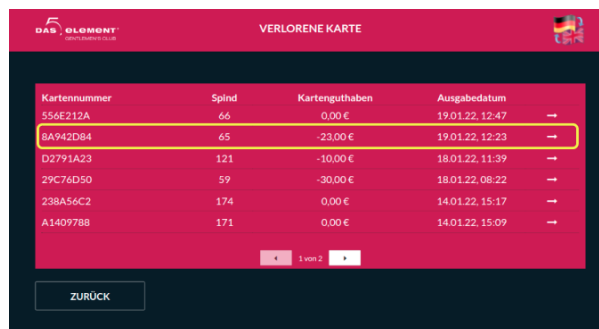 5
DAS ELEMENT
GENTLEMEN'S CLUB
VERLORENE KARTE
Kartennummer Spind Kartenguthaben Ausgabedatum
556E212A 66 0,00 € 19.01.22, 12:47 →
8A942D84 65 -23,00 € 19.01.22, 12:23 →
D2791A23 121 -10,00 € 18.01.22, 11:39 →
29C76D50 59 -30,00 € 18.01.22, 08:22 →
238A56C2 174 0,00 € 14.01.22, 15:17 →
A1409788 171 0,00 € 14.01.22, 15:09 →
1 von 2
ZURÜCK